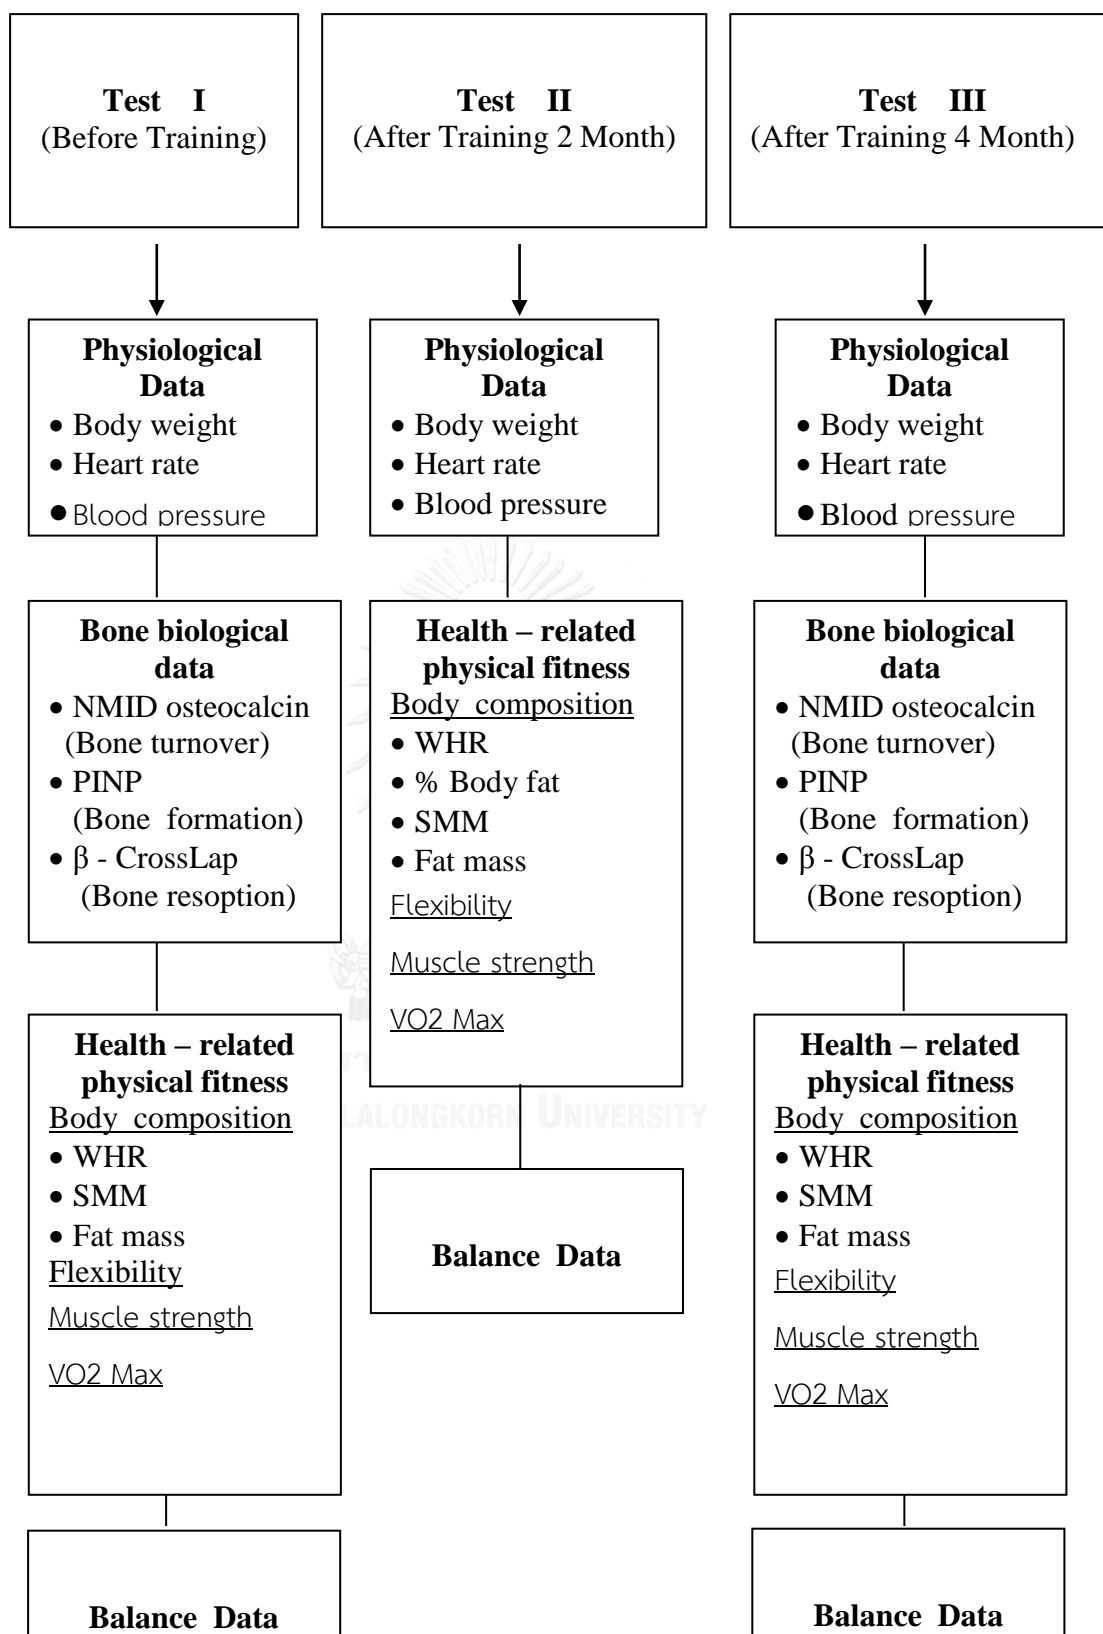 Test I
(Before Training)
Test II
(After Training 2 Month)
Test III
(After Training 4 Month)
Physiological
Data
• Body weight
• Heart rate
• Blood pressure
Bone biological
data
• NMID osteocalcin
(Bone turnover)
• PINP
(Bone formation)
• β - CrossLap
(Bone resoption)
Health – related
physical fitness
Body composition
• WHR
• SMM
• Fat mass
Flexibility
Muscle strength
VO2 Max
Balance Data
Physiological
Data
• Body weight
• Heart rate
• Blood pressure
Health – related
physical fitness
Body composition
• WHR
• % Body fat
• SMM
• Fat mass
Flexibility
Muscle strength
VO2 Max
Balance Data
Physiological
Data
• Body weight
• Heart rate
• Blood pressure
Bone biological
data
• NMID osteocalcin
(Bone turnover)
• PINP
(Bone formation)
• β - CrossLap
(Bone resoption)
Health – related
physical fitness
Body composition
• WHR
• SMM
• Fat mass
Flexibility
Muscle strength
VO2 Max
Balance Data
LALONGKORN UNIVERSITY